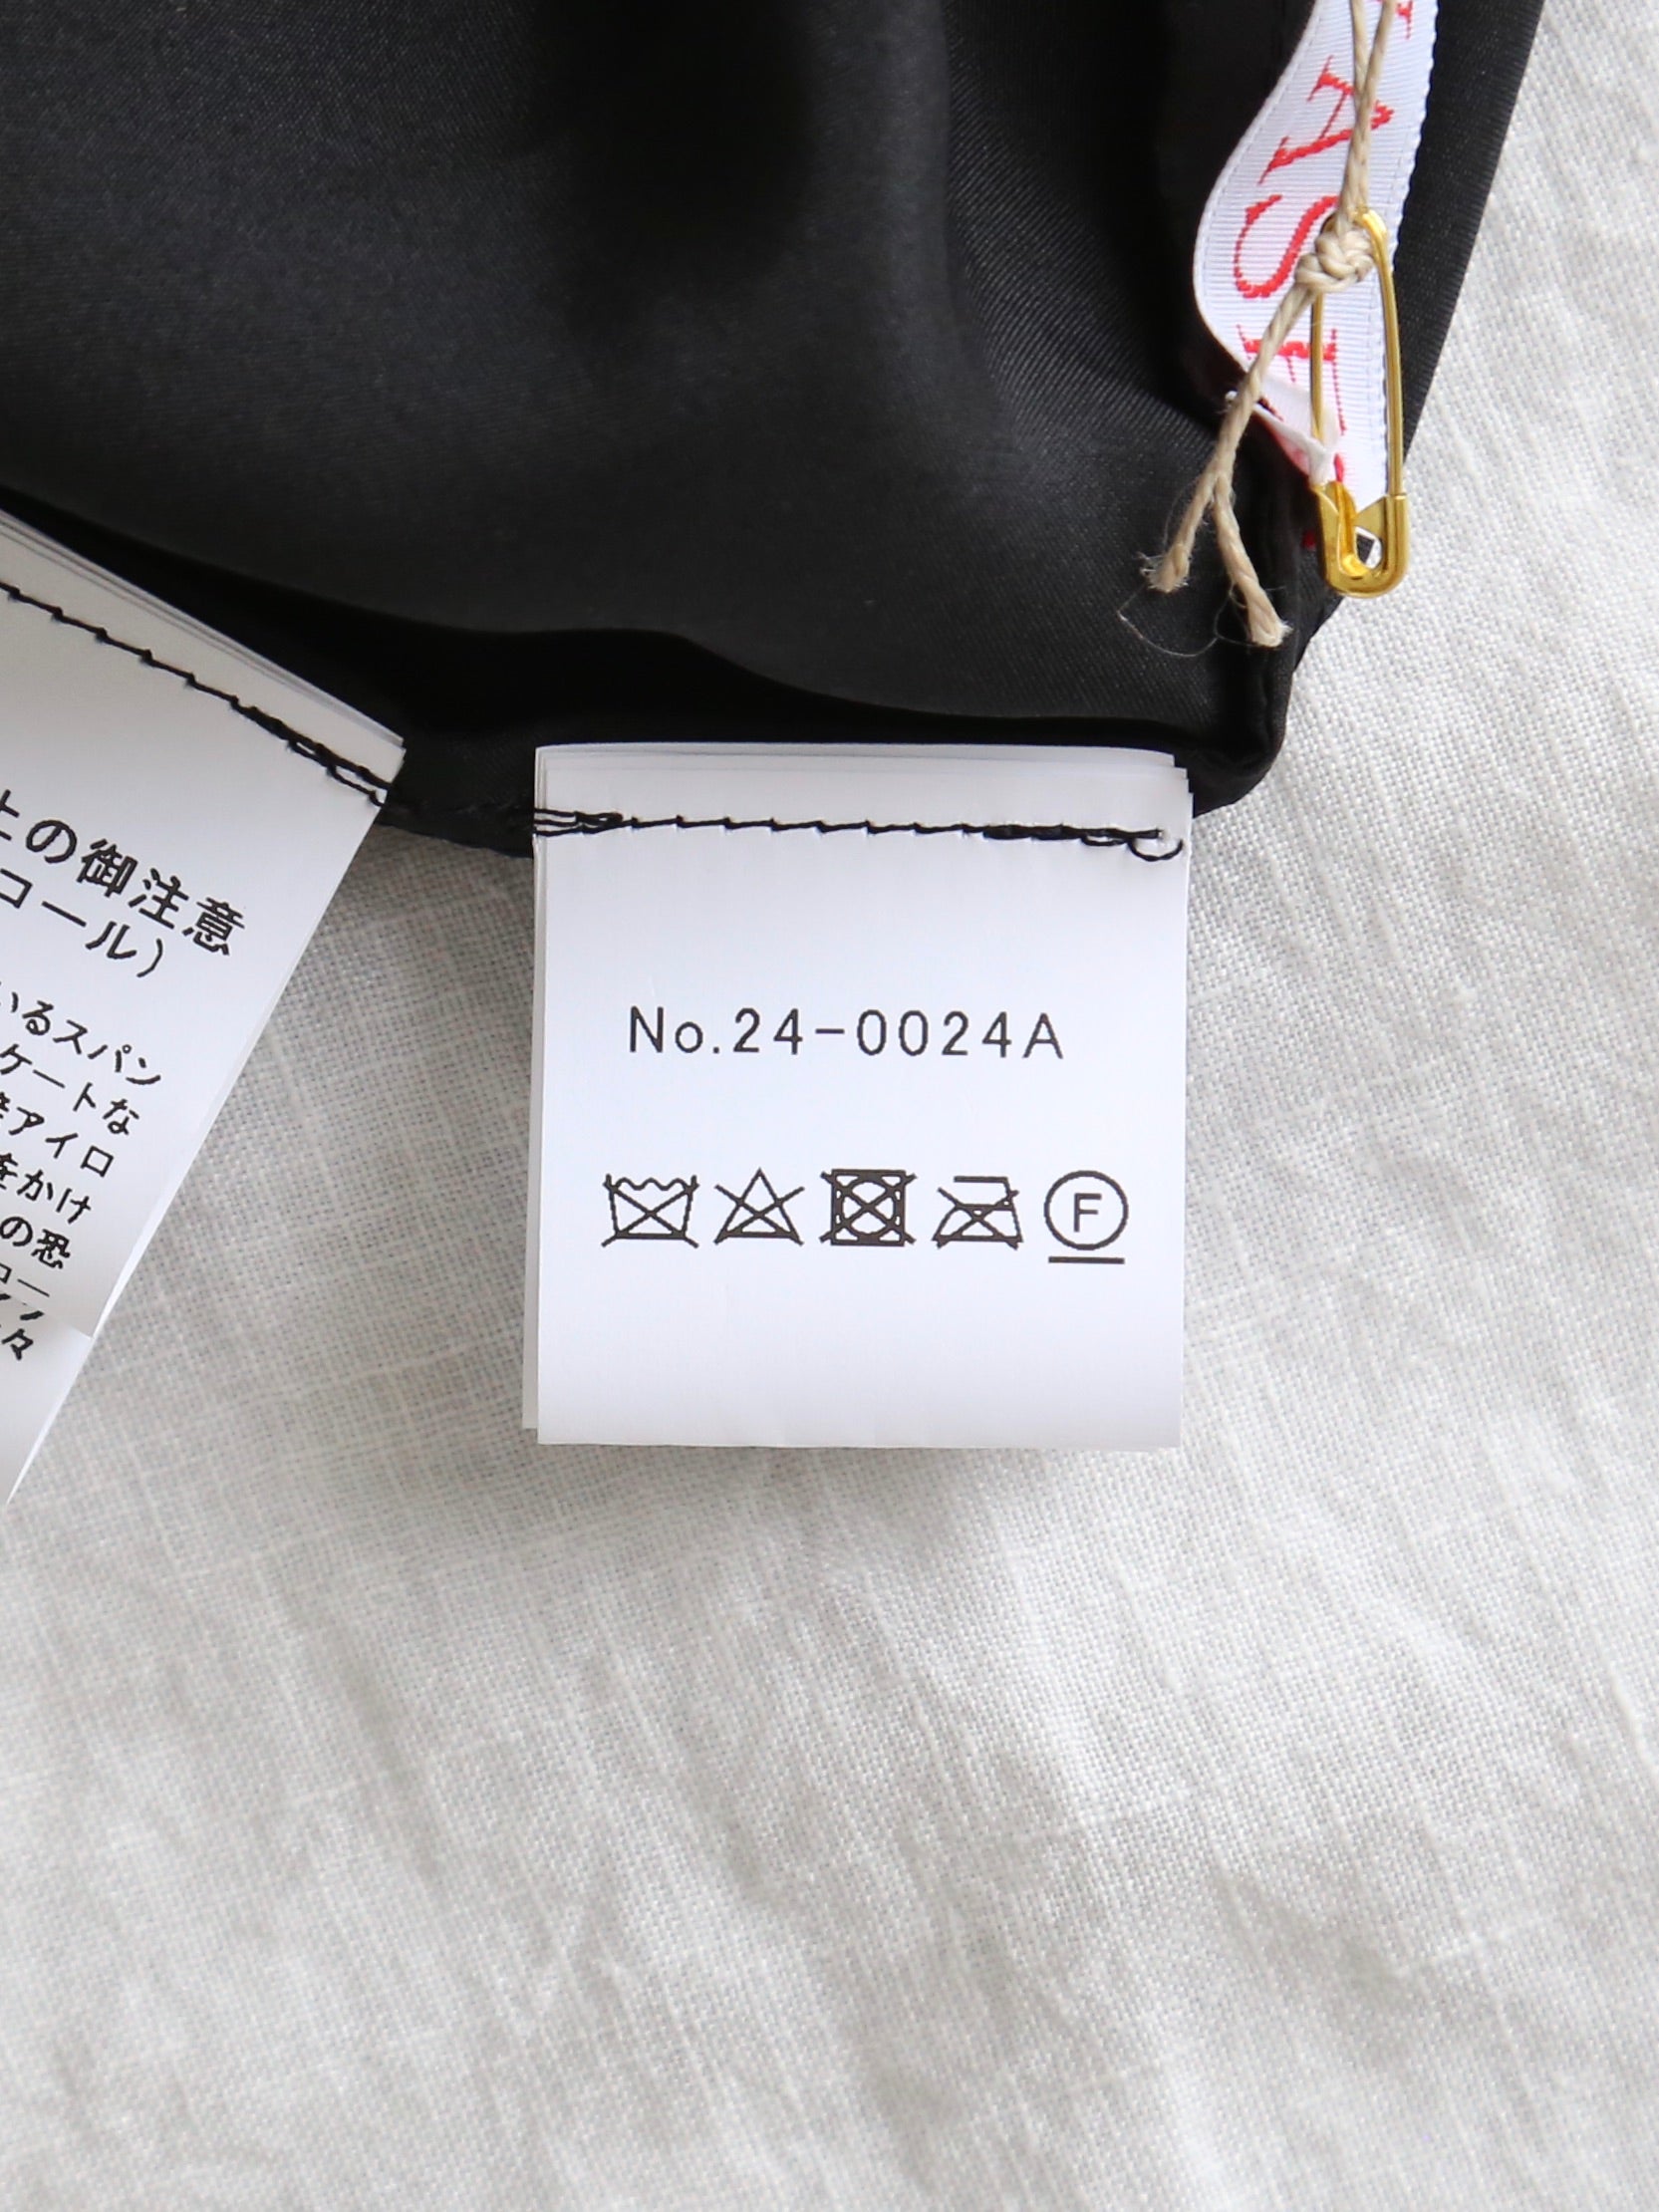 上の御注意
コール）
いるスパン
ケートな
アイロ
をかけ
の恐
々
No.24-0024A
F